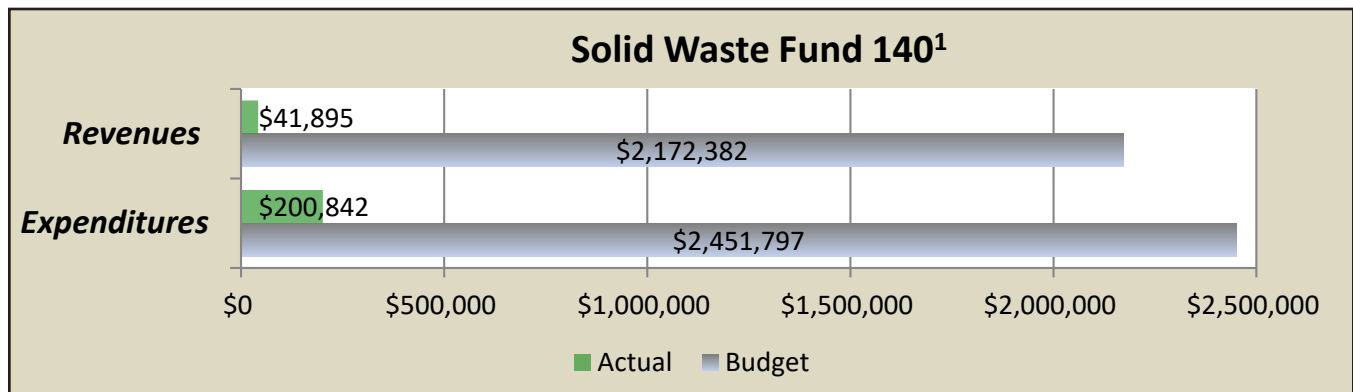 Solid Waste Fund 140¹
Revenues
$41,895
$2,172,382
Expenditures
$200,842
$2,451,797
$0 $500,000 $1,000,000 $1,500,000 $2,000,000 $2,500,000
Actual Budget